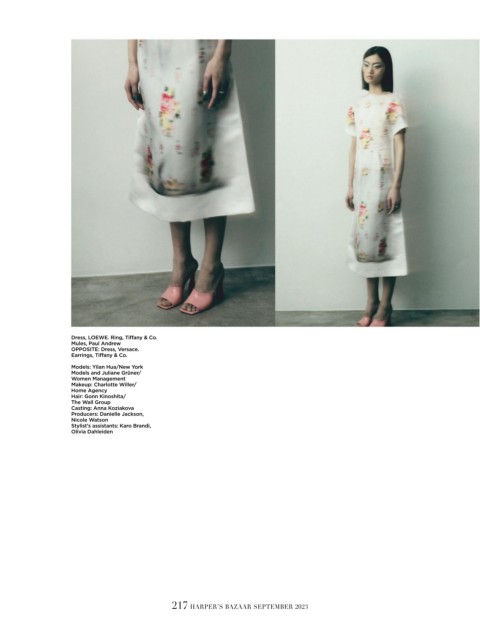 Dress, LOEWE. Ring, Tiffany & Co.
Mules, Paul Andrew
OPPOSITE: Dress, Versace.
Earrings, Tiffany & Co.
Models: Yilan Hua/New York
Models and Juliane Grüner/
Women Management
Makeup: Charlotte Willer/
Home Agency
Hair: Gonn Kinoshita/
The Wall Group
Casting: Anna Koziakova
Producers: Danielle Jackson,
Nicole Watson
Stylist's assistants: Karo Brandi,
Olivia Dahleiden
217 HARPER'S BAZAAR SEPTEMBER 2023